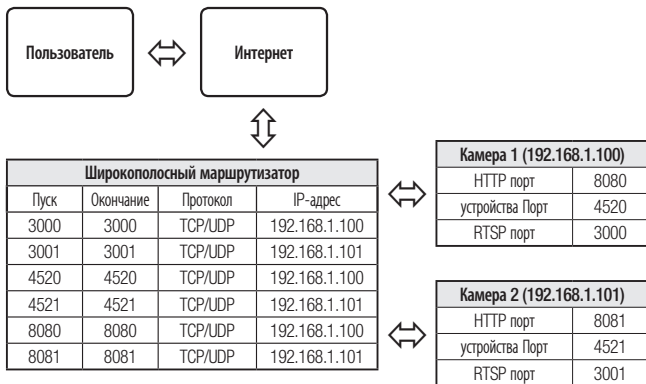 Пользователь
Интернет
Широкополосный маршрутизатор
Пуск Окончание Протокол IP-адрес
3000 3000 TCP/UDP 192.168.1.100
3001 3001 TCP/UDP 192.168.1.101
4520 4520 TCP/UDP 192.168.1.100
4521 4521 TCP/UDP 192.168.1.101
8080 8080 TCP/UDP 192.168.1.100
8081 8081 TCP/UDP 192.168.1.101
Камера 1 (192.168.1.100)
HTTP порт 8080
устройства Порт 4520
RTSP порт 3000
Камера 2 (192.168.1.101)
HTTP порт 8081
устройства Порт 4521
RTSP порт 3001